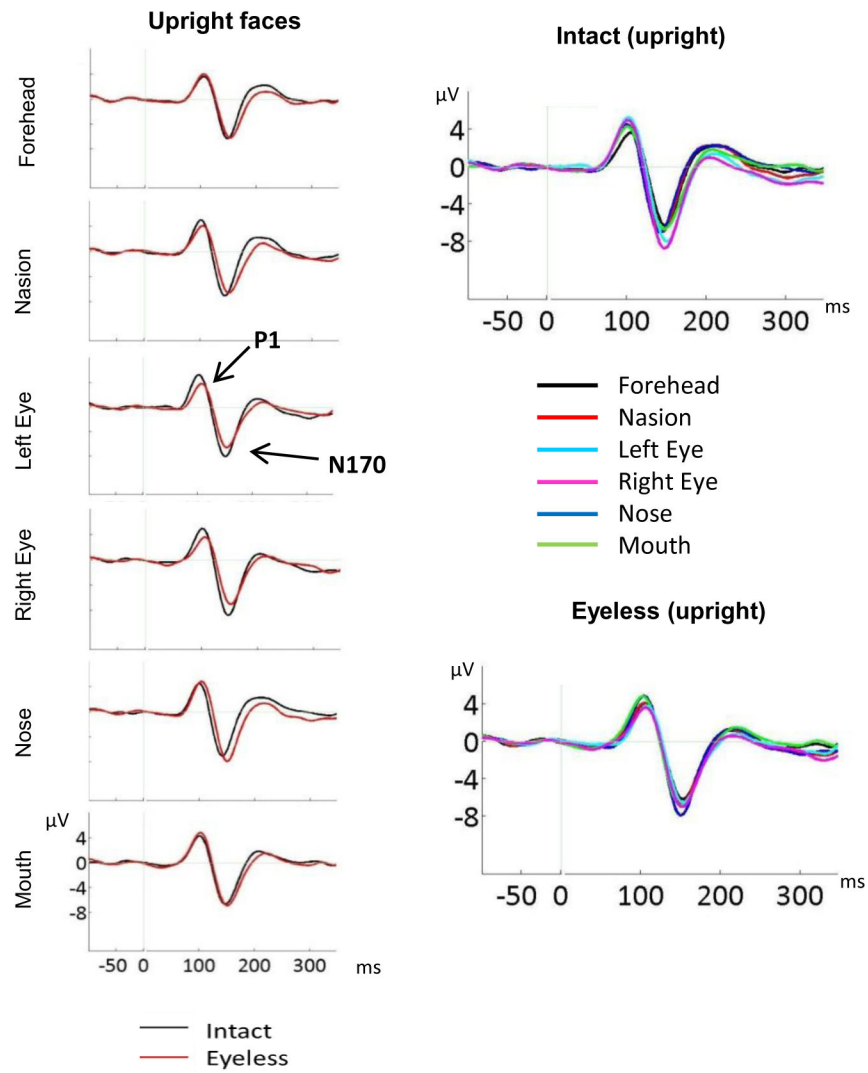 Upright faces
Forehead
Nasion
Left Eye
P1
N170
Right Eye
Nose
Mouth
μV
4
0
-4
-8
-50 0 100 200 300 ms
Intact
Eyeless
Intact (upright)
μV
4
0
-4
-8
-50 0 100 200 300 ms
Forehead
Nasion
Left Eye
Right Eye
Nose
Mouth
Eyeless (upright)
μV
4
0
-4
-8
-50 0 100 200 300 ms